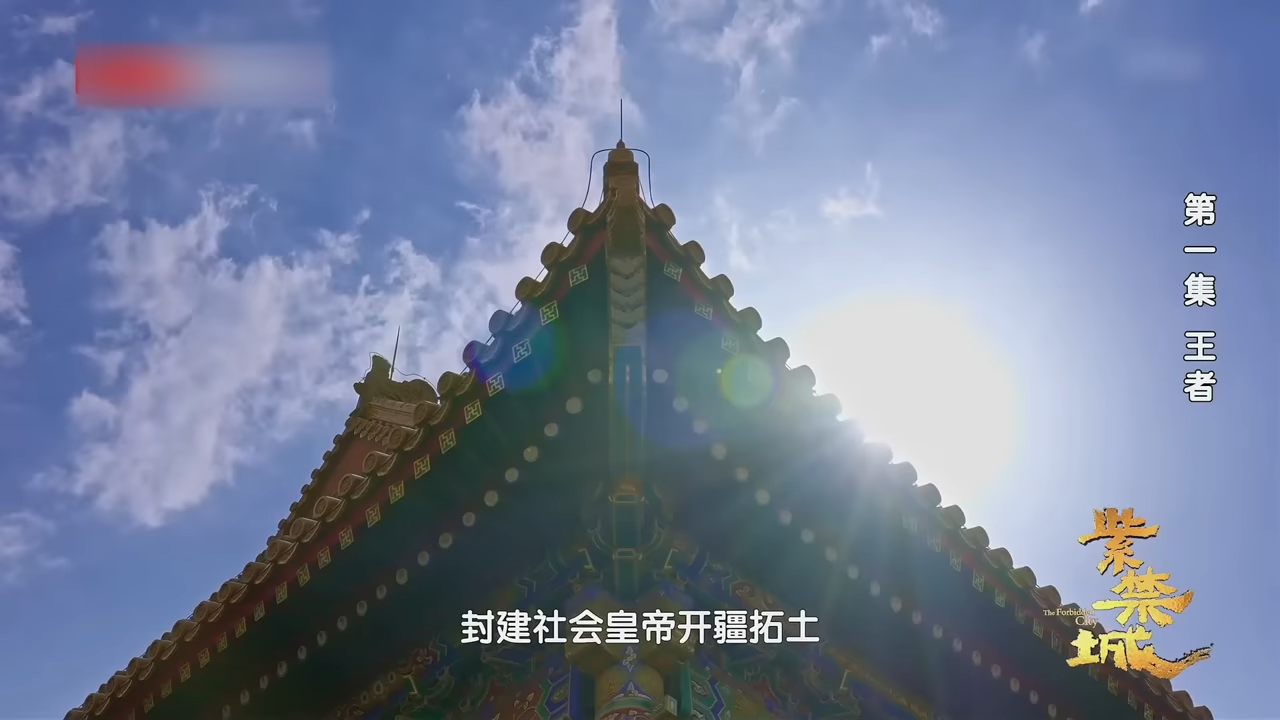 第一集 王者
紫禁城
The Forbidden
City
封建社会皇帝开疆拓土